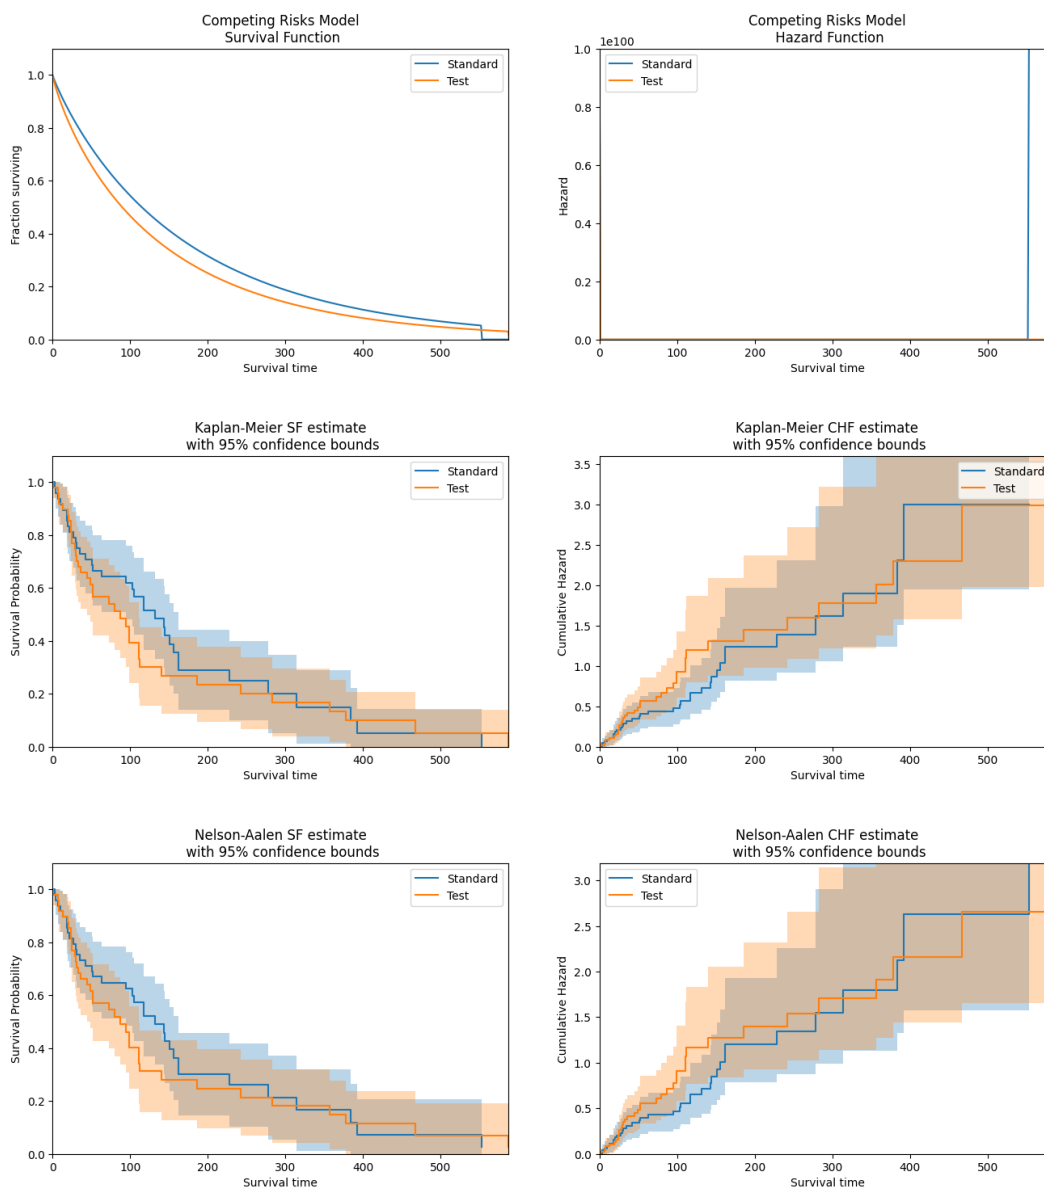 Competing Risks Model
Survival Function
1.0
0.8
0.6
0.4
0.2
0.0
Fraction surviving
Standard
Test
0 100 200 300 400 500
Survival time
Competing Risks Model
Hazard Function
1e100
1.0
0.8
0.6
0.4
0.2
0.0
Hazard
Standard
Test
0 100 200 300 400 500
Survival time
Kaplan-Meier SF estimate
with 95% confidence bounds
1.0
0.8
0.6
0.4
0.2
0.0
Survival Probability
Standard
Test
0 100 200 300 400 500
Survival time
Kaplan-Meier CHF estimate
with 95% confidence bounds
3.5
3.0
2.5
2.0
1.5
1.0
0.5
0.0
Cumulative Hazard
Standard
Test
0 100 200 300 400 500
Survival time
Nelson-Aalen SF estimate
with 95% confidence bounds
1.0
0.8
0.6
0.4
0.2
0.0
Survival Probability
Standard
Test
0 100 200 300 400 500
Survival time
Nelson-Aalen CHF estimate
with 95% confidence bounds
3.0
2.5
2.0
1.5
1.0
0.5
0.0
Cumulative Hazard
Standard
Test
0 100 200 300 400 500
Survival time